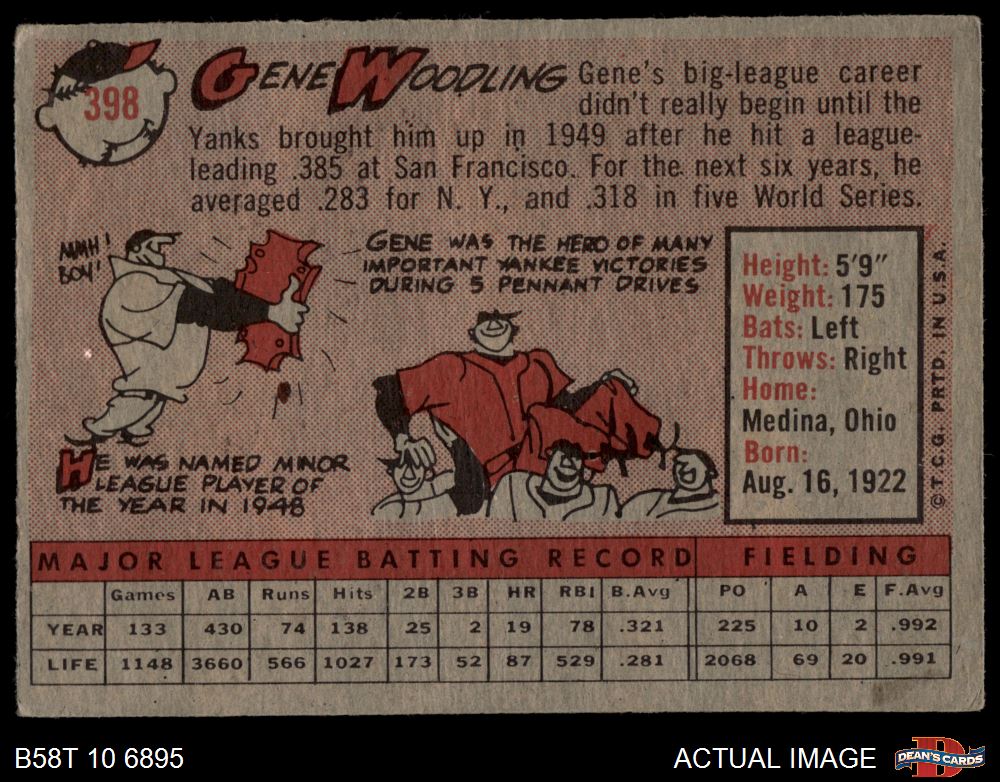 398
GENE WOODLING
Gene's big-league career
didn't really begin until the
Yanks brought him up in 1949 after he hit a league-
leading .385 at San Francisco. For the next six years, he
averaged .283 for N. Y., and .318 in five World Series.
MMH!
BOY!
GENE WAS THE HERO OF MANY
IMPORTANT YANKEE VICTORIES
DURING 5 PENNANT DRIVES
HE WAS NAMED MINOR
LEAGUE PLAYER OF
THE YEAR IN 1948
Height: 5'9"
Weight: 175
Bats: Left
Throws: Right
Home:
Medina, Ohio
Born:
Aug. 16, 1922
© T.C.G. PRTD. IN U.S.A.
MAJOR LEAGUE BATTING RECORD FIELDING
Games AB Runs Hits 2B 3B HR RBI B.Avg PO A E F.Avg
YEAR 133 430 74 138 25 2 19 78 .321 225 10 2 .992
LIFE 1148 3660 566 1027 173 52 87 529 .281 2068 69 20 .991
B58T 10 6895
ACTUAL IMAGE
D
DEAN'S CARDS